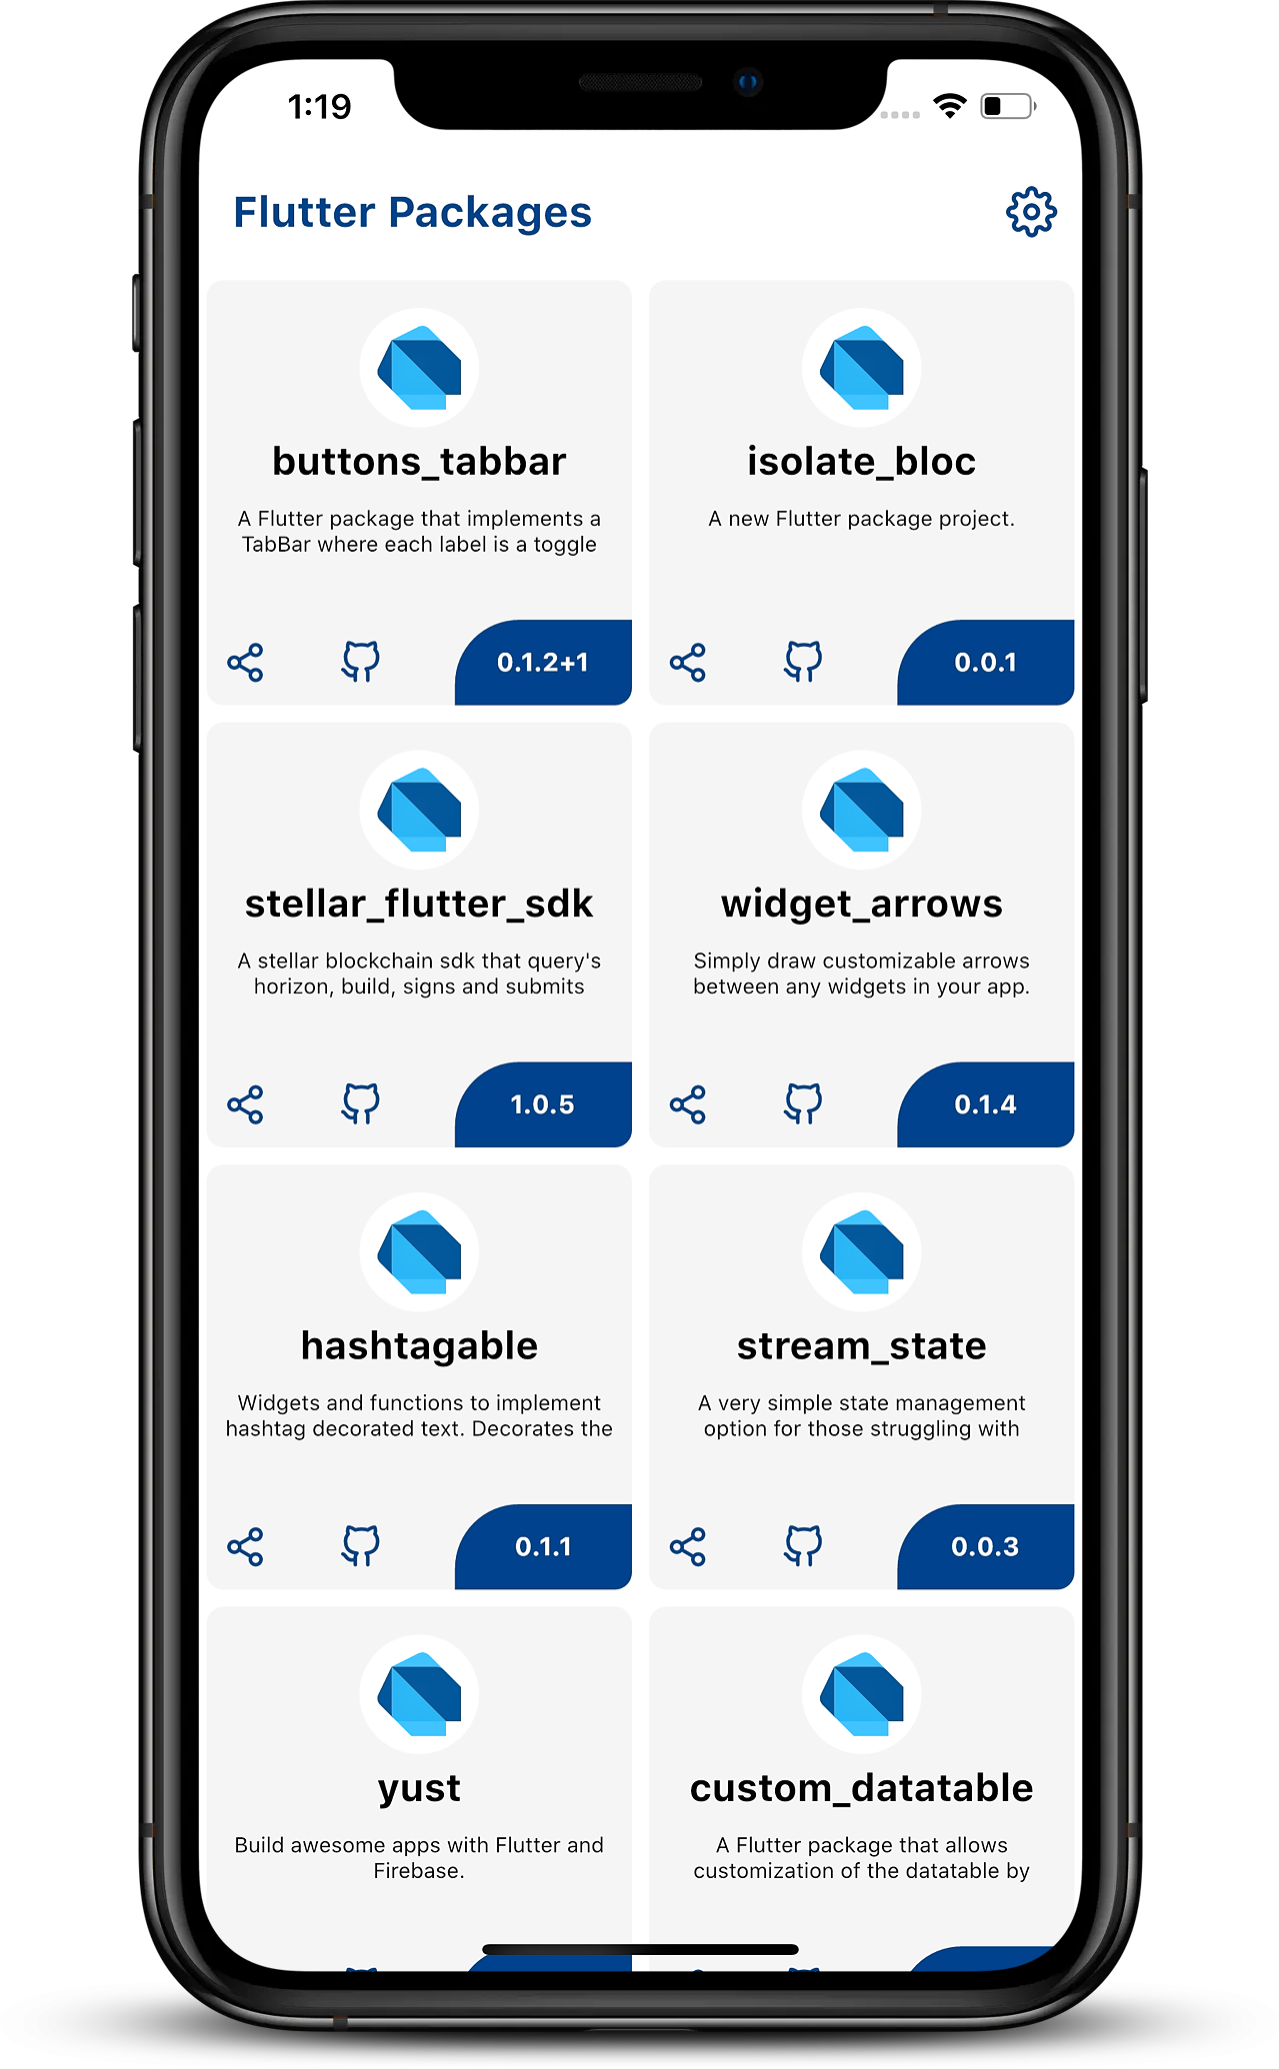 1:19
Flutter Packages
buttons_tabbar
A Flutter package that implements a
TabBar where each label is a toggle
0.1.2+1
isolate_bloc
A new Flutter package project.
0.0.1
stellar_flutter_sdk
A stellar blockchain sdk that query's
horizon, build, signs and submits
1.0.5
widget_arrows
Simply draw customizable arrows
between any widgets in your app.
0.1.4
hashtagable
Widgets and functions to implement
hashtag decorated text. Decorates the
0.1.1
stream_state
A very simple state management
option for those struggling with
0.0.3
yust
Build awesome apps with Flutter and
Firebase.
custom_datatable
A Flutter package that allows
customization of the datatable by